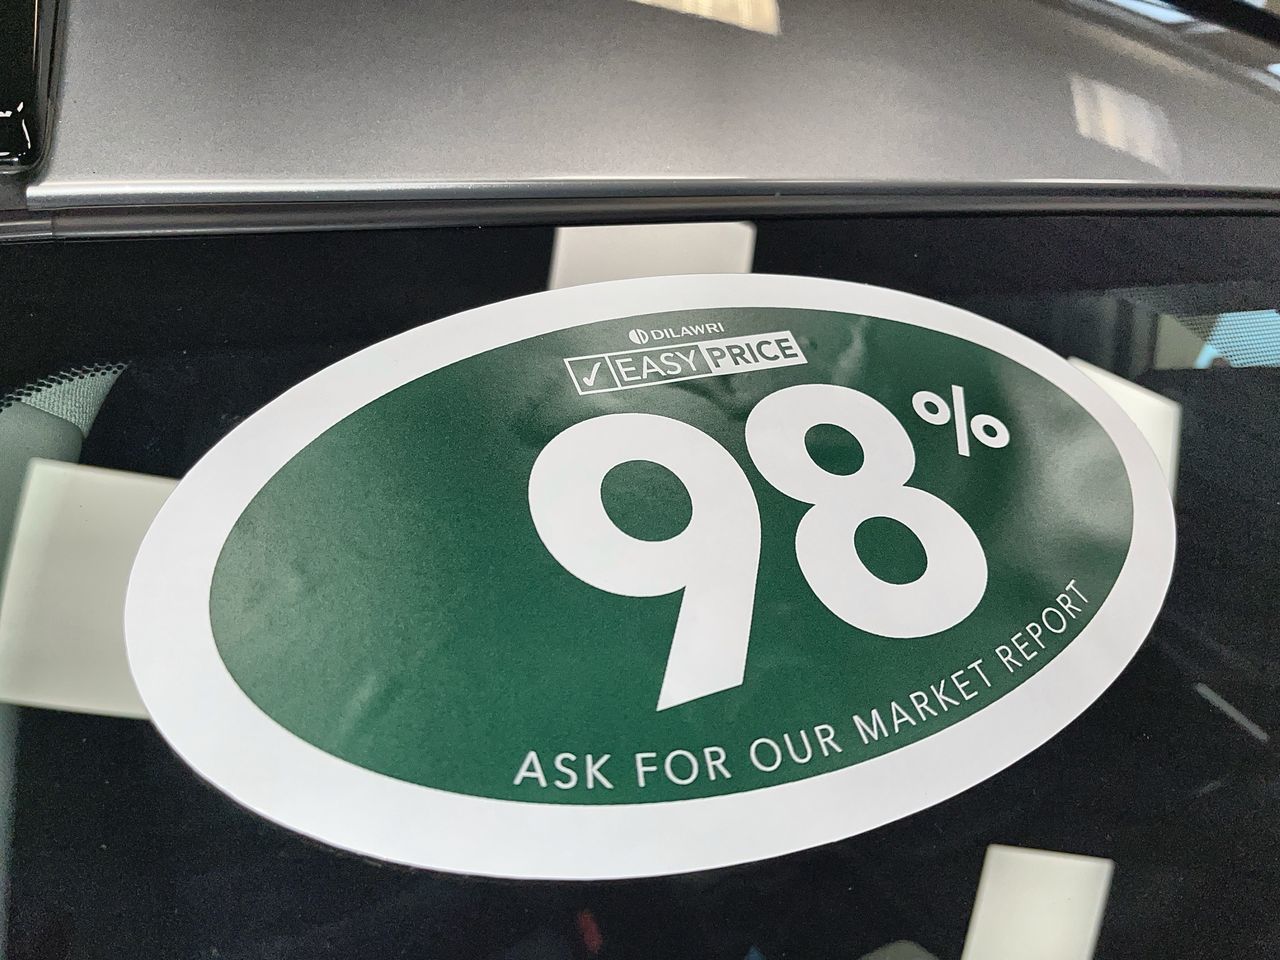 DILAWRI
✓ EASY PRICE
98%
ASK FOR OUR MARKET REPORT